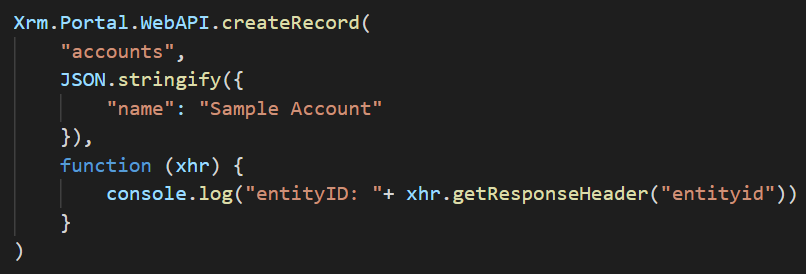 Xrm.Portal.WebAPI.createRecord(
    "accounts",
    JSON.stringify({
        "name": "Sample Account"
    }),
    function (xhr) {
        console.log("entityID: "+ xhr.getResponseHeader("entityid"))
    }
)